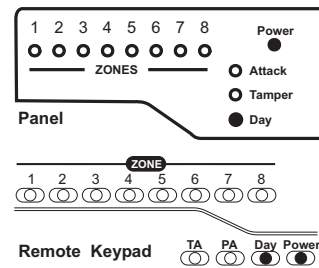 1 2 3 4 5 6 7 8
Power
ZONES
Attack
Tamper
Panel
Day
ZONE
1 2 3 4 5 6 7 8
Remote Keypad
TA PA Day Power